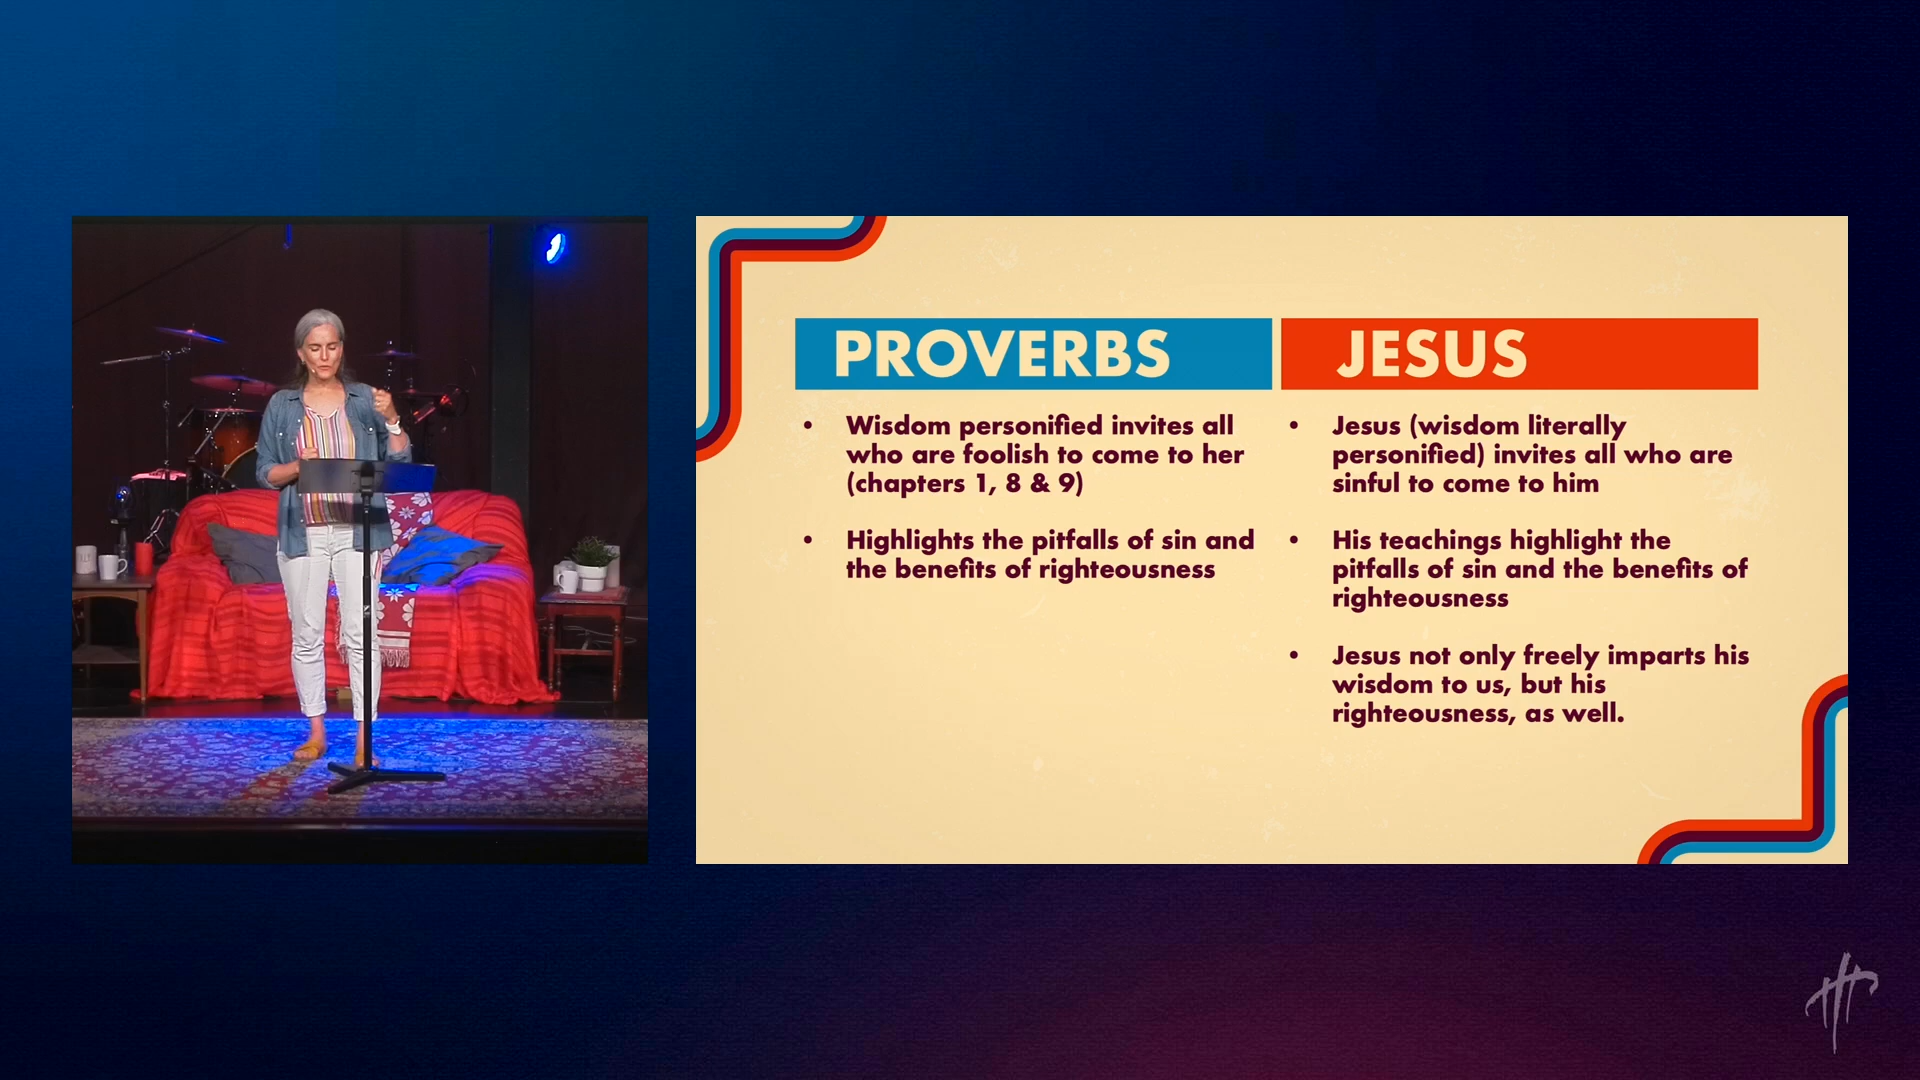 PROVERBS
• Wisdom personified invites all
who are foolish to come to her
(chapters 1, 8 & 9)
• Highlights the pitfalls of sin and
the benefits of righteousness
JESUS
• Jesus (wisdom literally
personified) invites all who are
sinful to come to him
• His teachings highlight the
pitfalls of sin and the benefits of
righteousness
• Jesus not only freely imparts his
wisdom to us, but his
righteousness, as well.